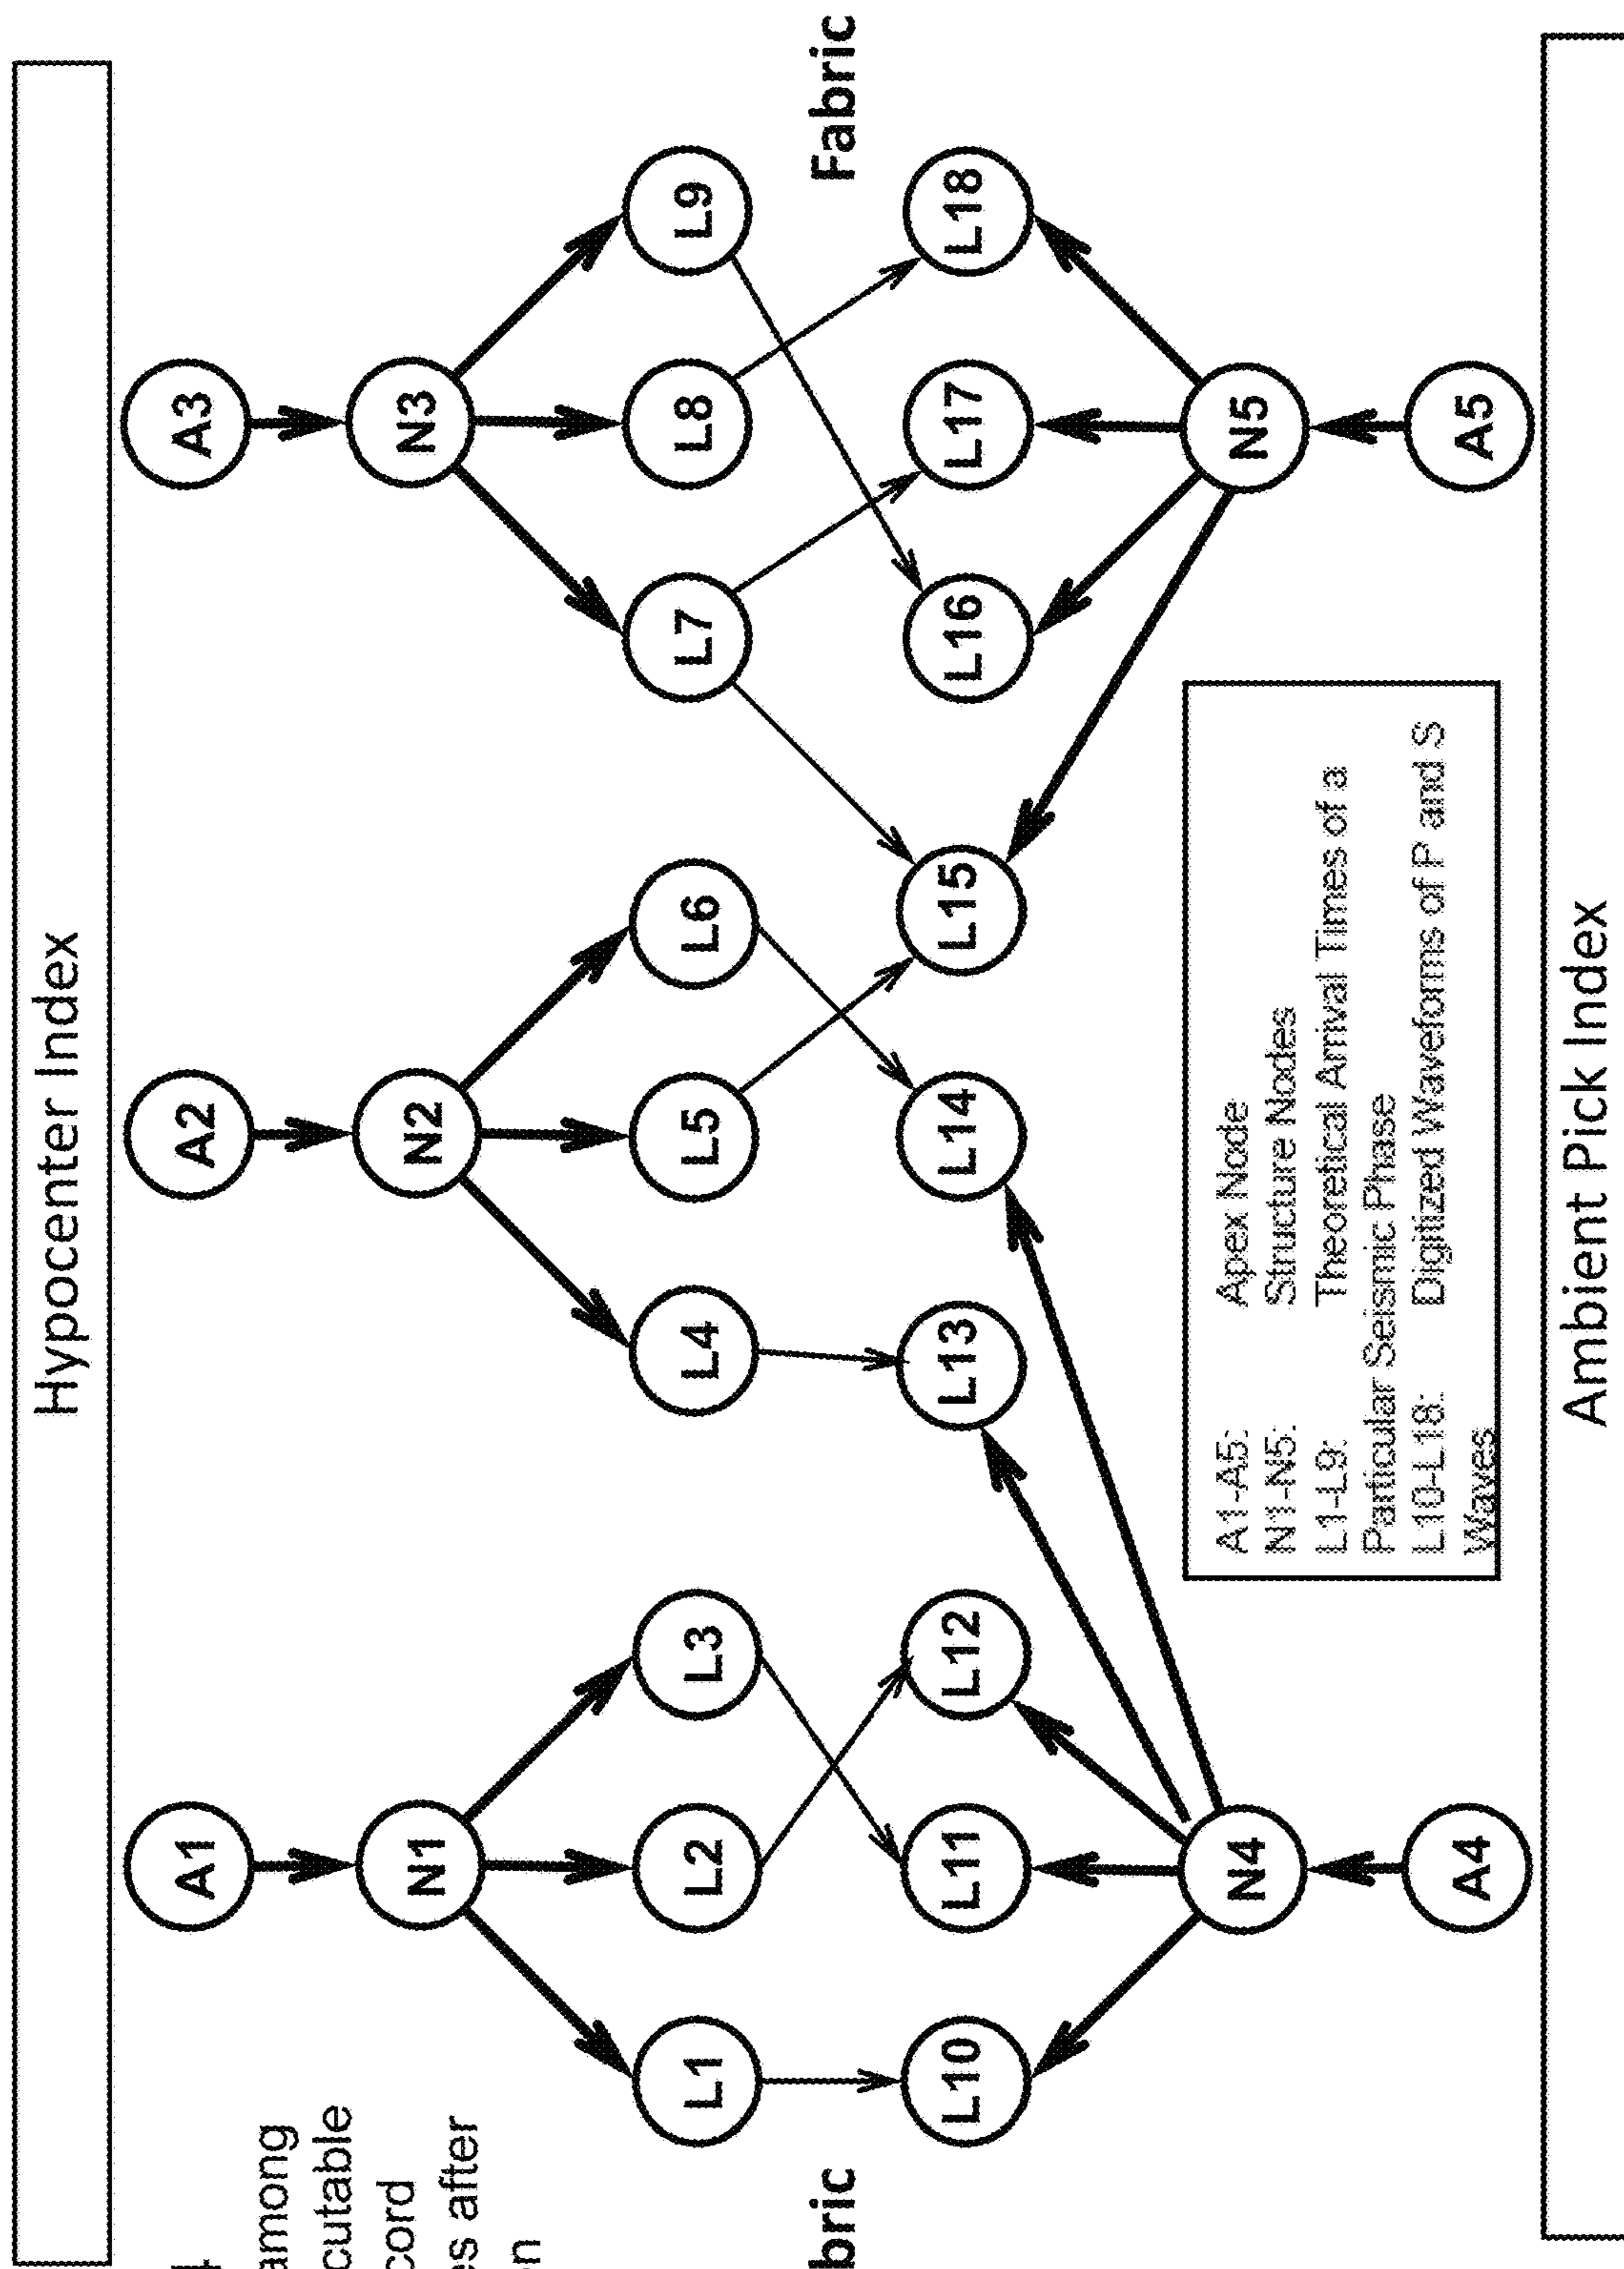 Hypocenter Index
4
among
cutable
cord
s after
n
A1 A2 A3
N1 N2 N3
L1 L2 L3 L4 L5 L6 L7 L8 L9
bric Fabric
L10 L11 L12 L13 L14 L15 L16 L17 L18
N4 N5
A4 A5
A1-A5: Apex Node
N1-N5: Structure Nodes
L1-L9: Theoretical Arrival Times of a
Particular Seismic Phase
L10-L18: Digitized Waveforms of P and S
Waves
Ambient Pick Index